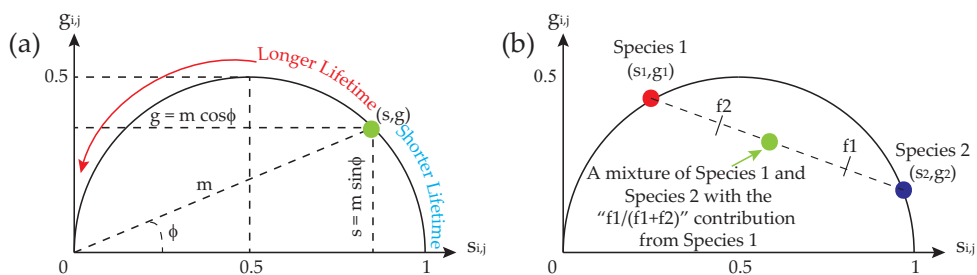 (a)
gi,j
0.5
Longer Lifetime
Shorter Lifetime
(s,g)
g = m cosϕ
s = m sinϕ
m
ϕ
0
0.5
1
si,j
(b)
gi,j
0.5
Species 1
(s1,g1)
f2
f1
Species 2
(s2,g2)
A mixture of Species 1 and
Species 2 with the
“f1/(f1+f2)” contribution
from Species 1
0
0.5
1
si,j